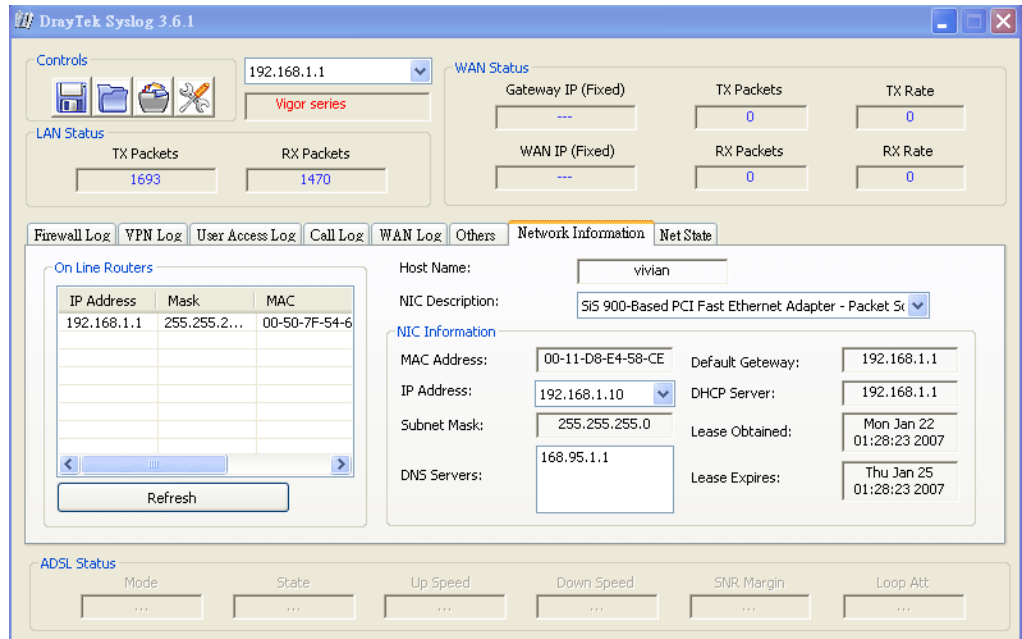 DrayTek Syslog 3.6.1
Controls
192.168.1.1
Vigor series
WAN Status
Gateway IP (Fixed)
TX Packets
TX Rate
---
0
0
WAN IP (Fixed)
RX Packets
RX Rate
---
0
0
LAN Status
TX Packets
RX Packets
1693
1470
Firewall Log
VPN Log
User Access Log
Call Log
WAN Log
Others
Network Information
Net State
On Line Routers
IP Address
Mask
MAC
192.168.1.1
255.255.2...
00-50-7F-54-6
Refresh
Host Name:
vivian
NIC Description:
SiS 900-Based PCI Fast Ethernet Adapter - Packet Sc
NIC Information
MAC Address:
00-11-D8-E4-58-CE
IP Address:
192.168.1.10
Subnet Mask:
255.255.255.0
DNS Servers:
168.95.1.1
Default Geteway:
192.168.1.1
DHCP Server:
192.168.1.1
Lease Obtained:
Mon Jan 22
01:28:23 2007
Lease Expires:
Thu Jan 25
01:28:23 2007
ADSL Status
Mode
State
Up Speed
Down Speed
SNR Margin
Loop Att
...
...
...
...
...
...